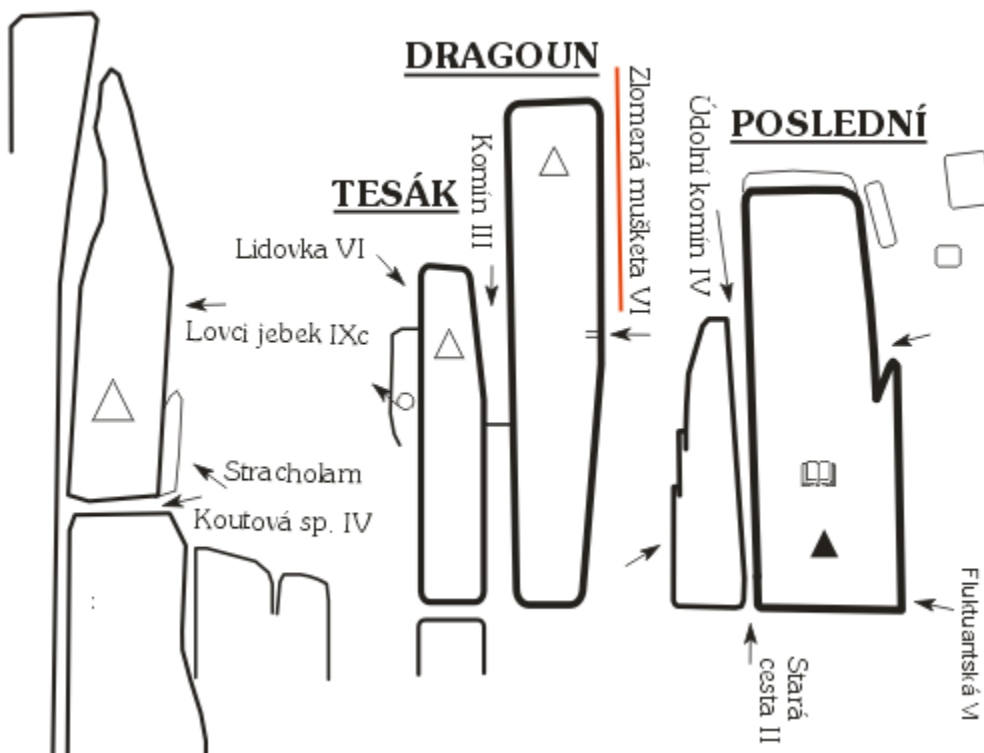 DRAGOUN
Zlomená mušketa VI
Údolní komín IV
POSLEDNÍ
Komín III
TESÁK
Lidovka VI
Lovci jebek IXc
Stracholam
Koutová sp. IV
Fluktuantská VI
Stará
cesta II